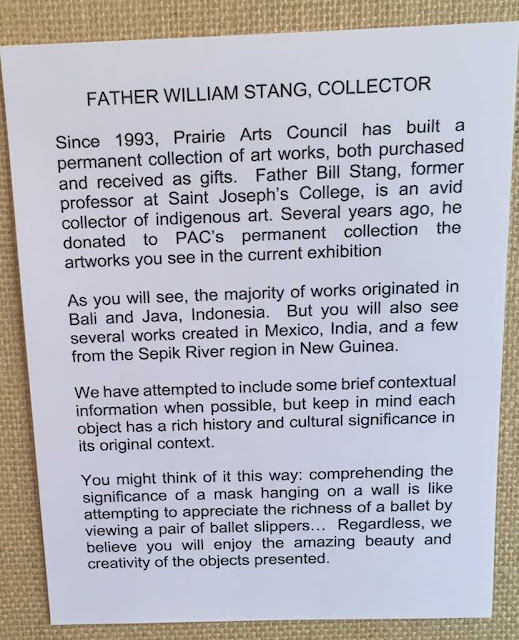 FATHER WILLIAM STANG, COLLECTOR
Since 1993, Prairie Arts Council has built a
permanent collection of art works, both purchased
and received as gifts. Father Bill Stang, former
professor at Saint Joseph's College, is an avid
collector of indigenous art. Several years ago, he
donated to PAC's permanent collection the
artworks you see in the current exhibition
As you will see, the majority of works originated in
Bali and Java, Indonesia. But you will also see
several works created in Mexico, India, and a few
from the Sepik River region in New Guinea.
We have attempted to include some brief contextual
information when possible, but keep in mind each
object has a rich history and cultural significance in
its original context.
You might think of it this way: comprehending the
significance of a mask hanging on a wall is like
attempting to appreciate the richness of a ballet by
viewing a pair of ballet slippers... Regardless, we
believe you will enjoy the amazing beauty and
creativity of the objects presented.